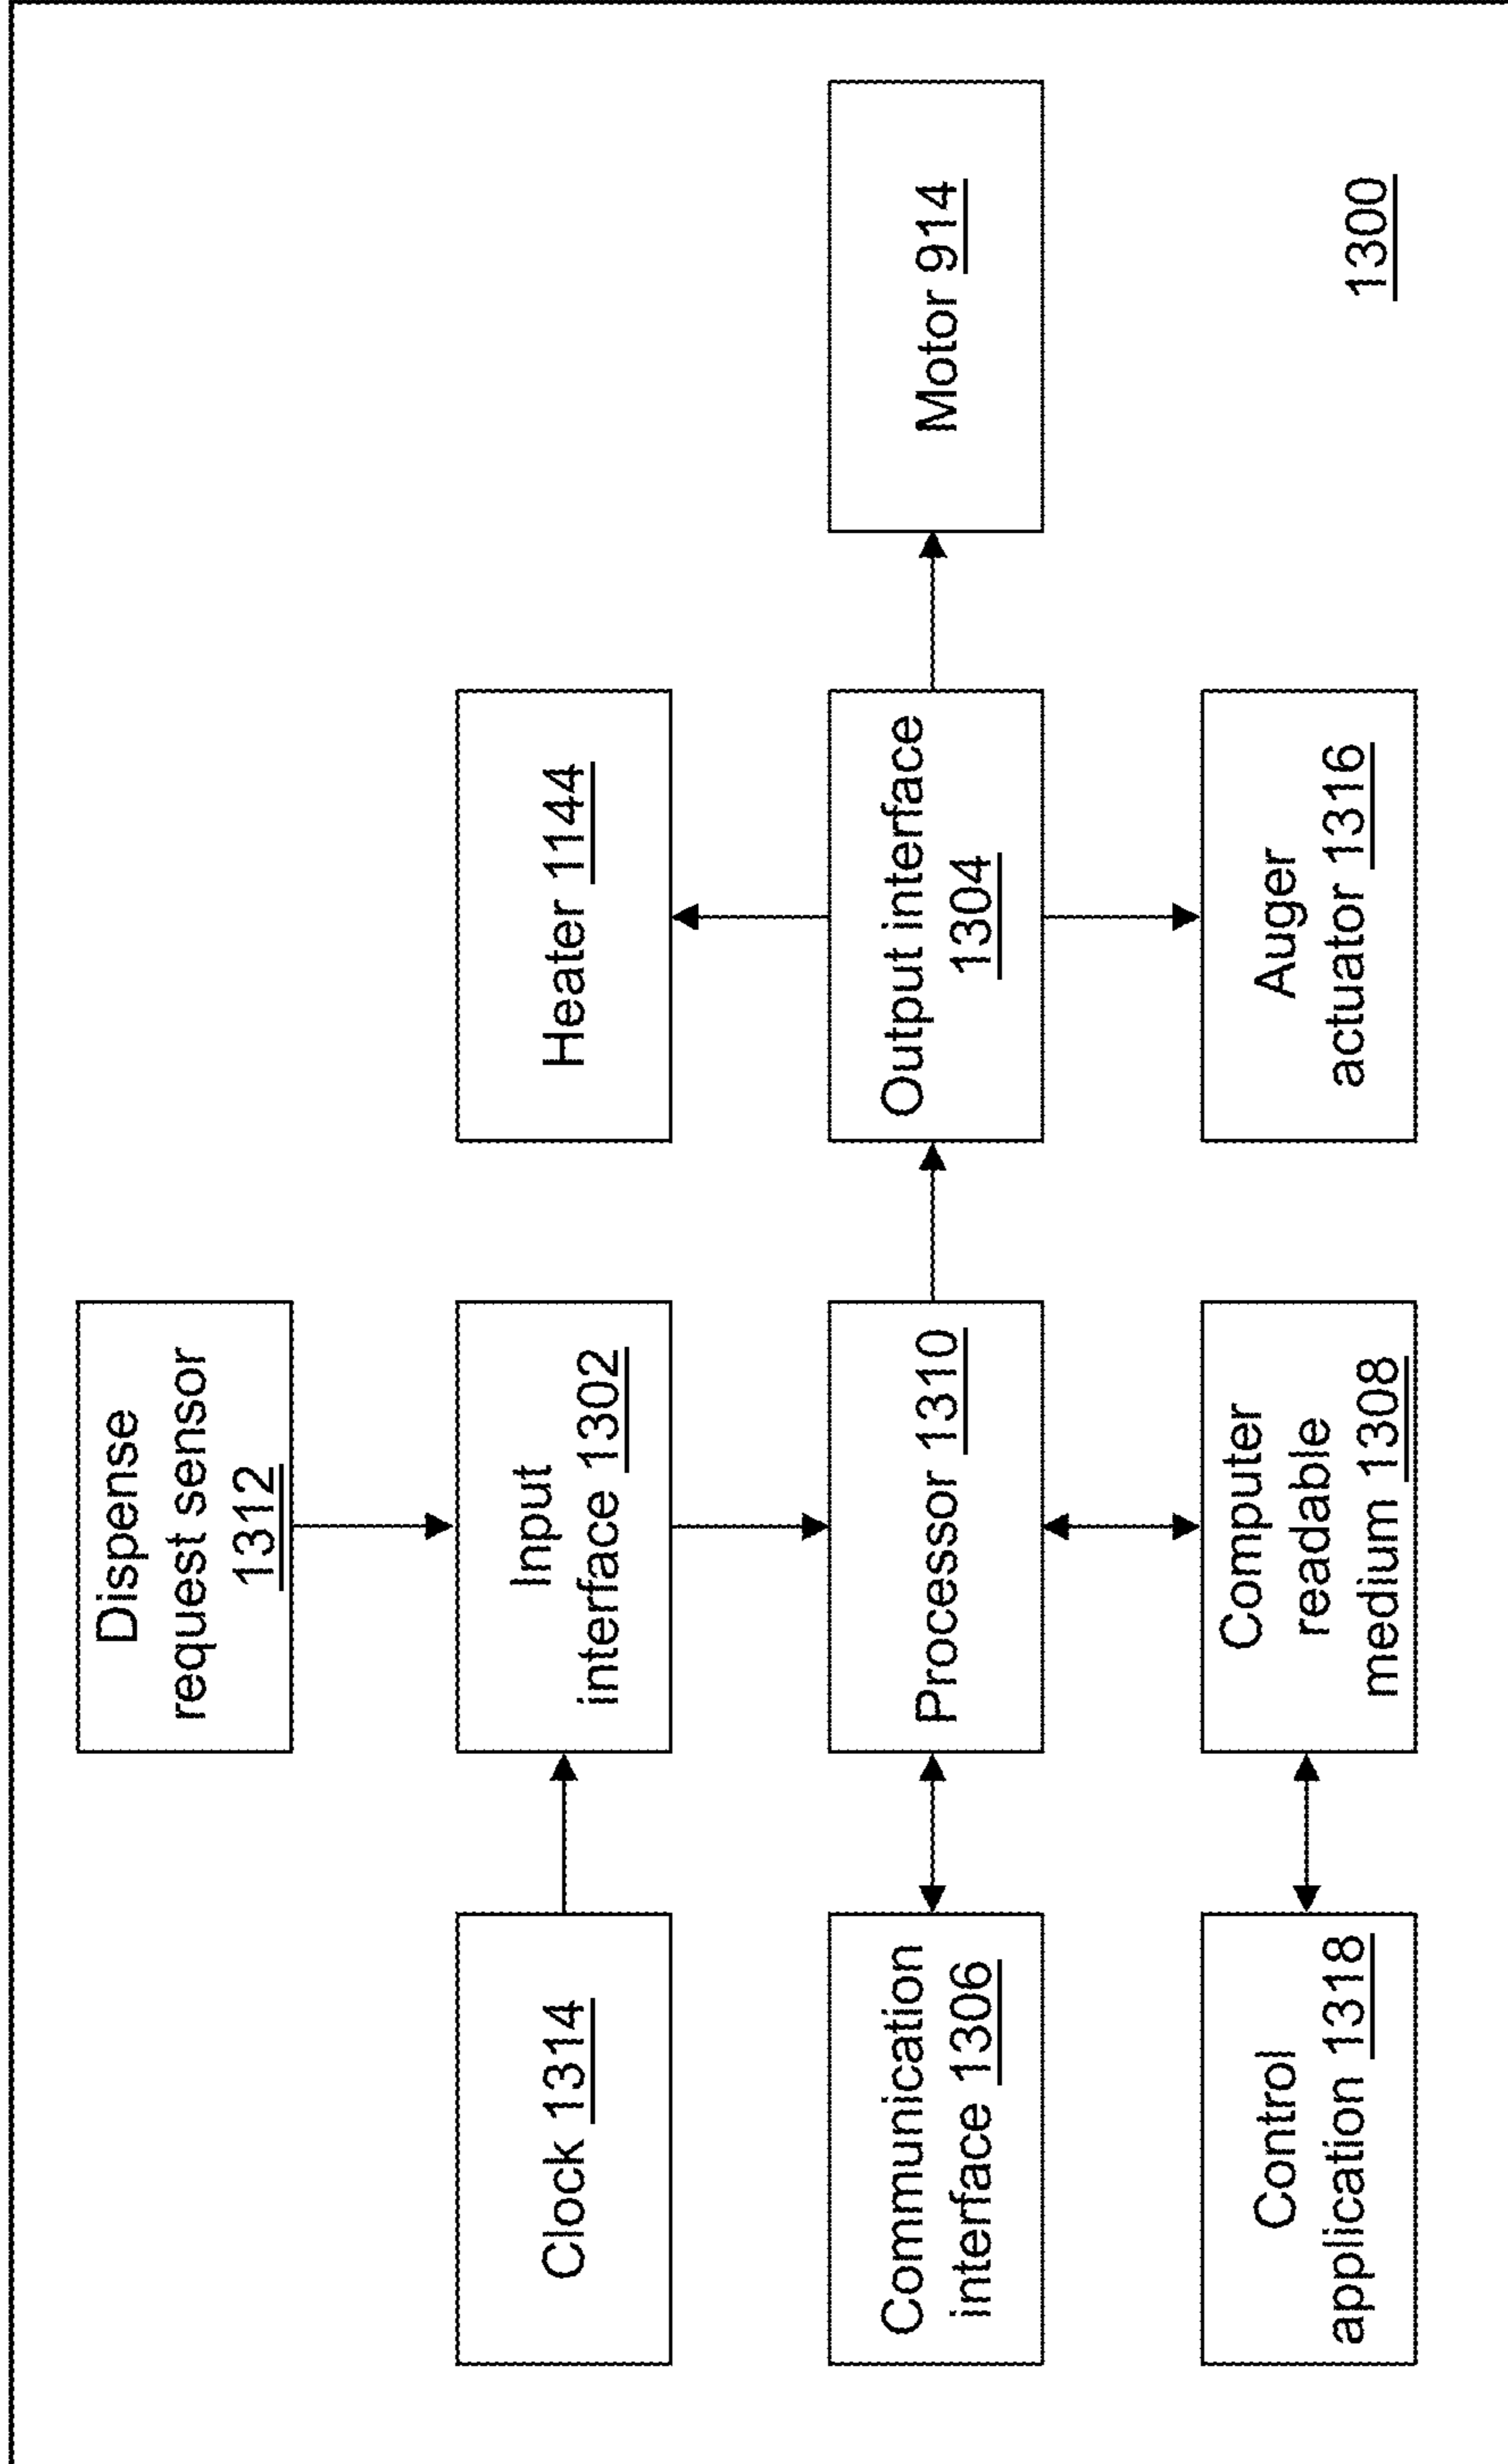 Dispense
request sensor
1312
Clock 1314
Input
interface 1302
Heater 1144
Communication
interface 1306
Processor 1310
Output interface
1304
Motor 914
Control
application 1318
Computer
readable
medium 1308
Auger
actuator 1316
1300